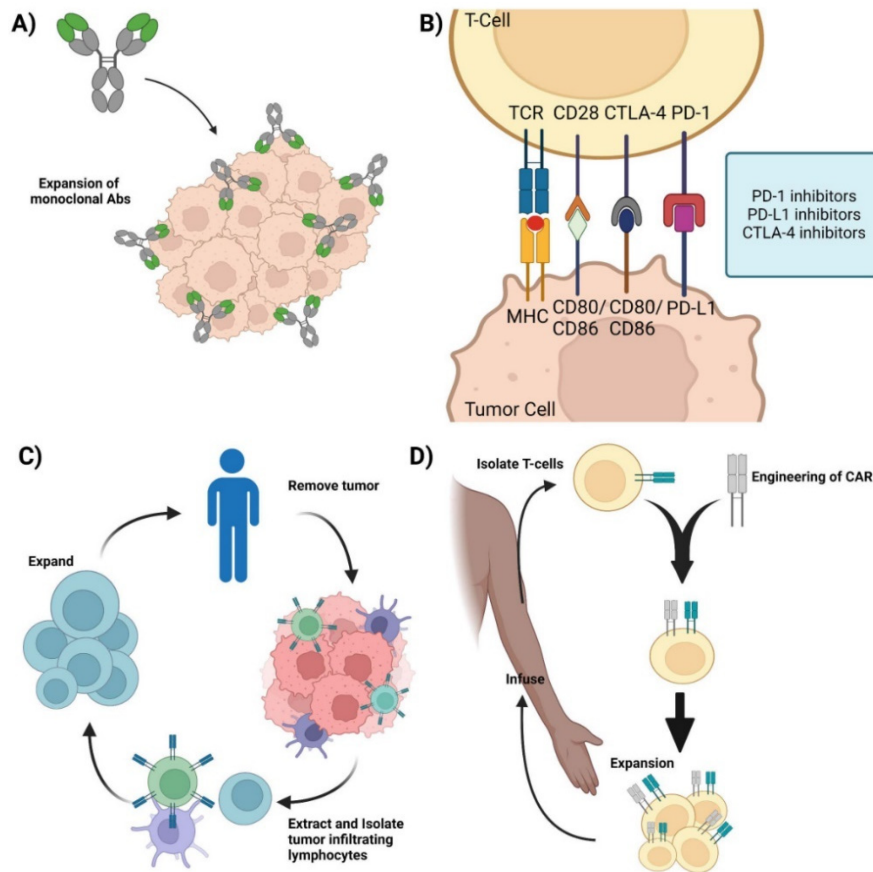 A)
Expansion of
monoclonal Abs
B)
T-Cell
TCR CD28 CTLA-4 PD-1
PD-1 inhibitors
PD-L1 inhibitors
CTLA-4 inhibitors
MHC
CD80/
CD86
CD80/
CD86
PD-L1
Tumor Cell
C)
Remove tumor
Expand
Extract and Isolate
tumor infiltrating
lymphocytes
D)
Isolate T-cells
Engineering of CAR
Infuse
Expansion